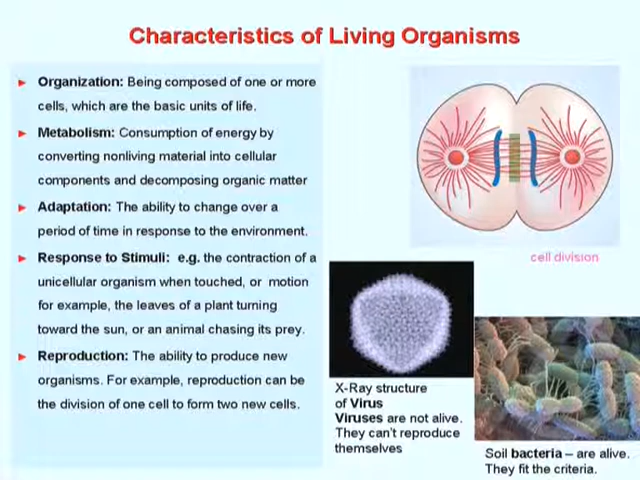 Characteristics of Living Organisms
Organization: Being composed of one or more
cells, which are the basic units of life.
Metabolism: Consumption of energy by
converting nonliving material into cellular
components and decomposing organic matter
Adaptation: The ability to change over a
period of time in response to the environment.
Response to Stimuli: e.g. the contraction of a
unicellular organism when touched, or motion
for example, the leaves of a plant turning
toward the sun, or an animal chasing its prey.
Reproduction: The ability to produce new
organisms. For example, reproduction can be
the division of one cell to form two new cells.
cell division
X-Ray structure
of Virus
Viruses are not alive.
They can't reproduce
themselves
Soil bacteria – are alive.
They fit the criteria.